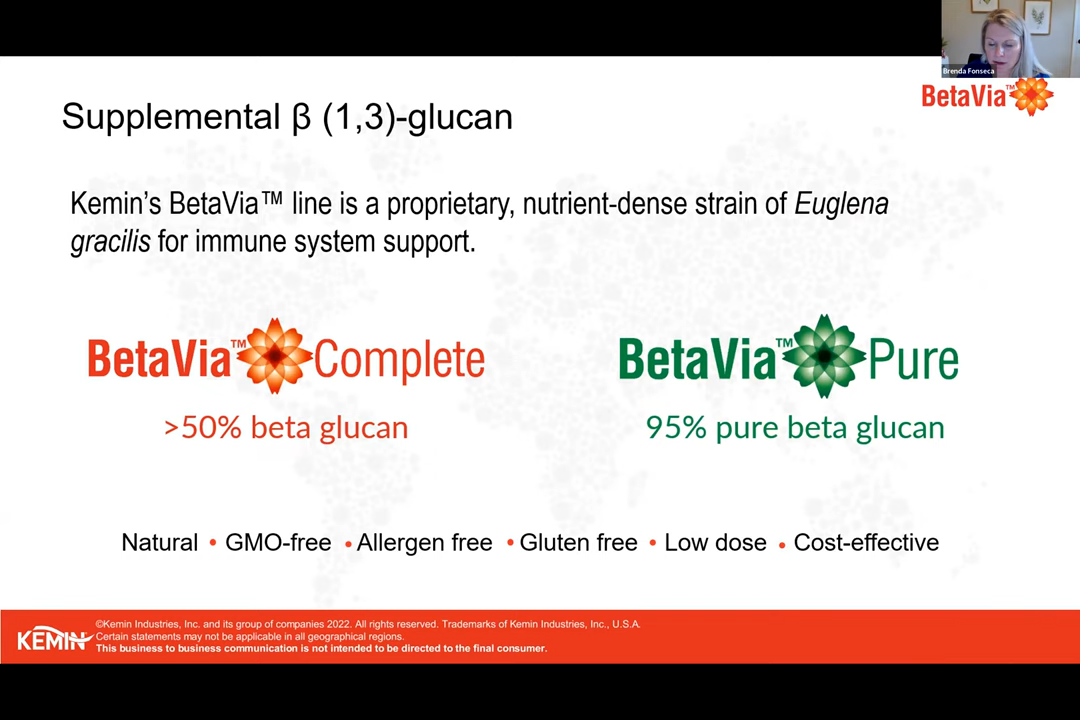 Brenda Fonseca
BetaVia™
Supplemental β (1,3)-glucan
Kemin's BetaVia™ line is a proprietary, nutrient-dense strain of Euglena
gracilis for immune system support.
BetaVia™ Complete
>50% beta glucan
BetaVia™ Pure
95% pure beta glucan
Natural • GMO-free • Allergen free • Gluten free • Low dose • Cost-effective
KEMIN
©Kemin Industries, Inc. and its group of companies 2022. All rights reserved. Trademarks of Kemin Industries, Inc., U.S.A.
Certain statements may not be applicable in all geographical regions.
This business to business communication is not intended to be directed to the final consumer.